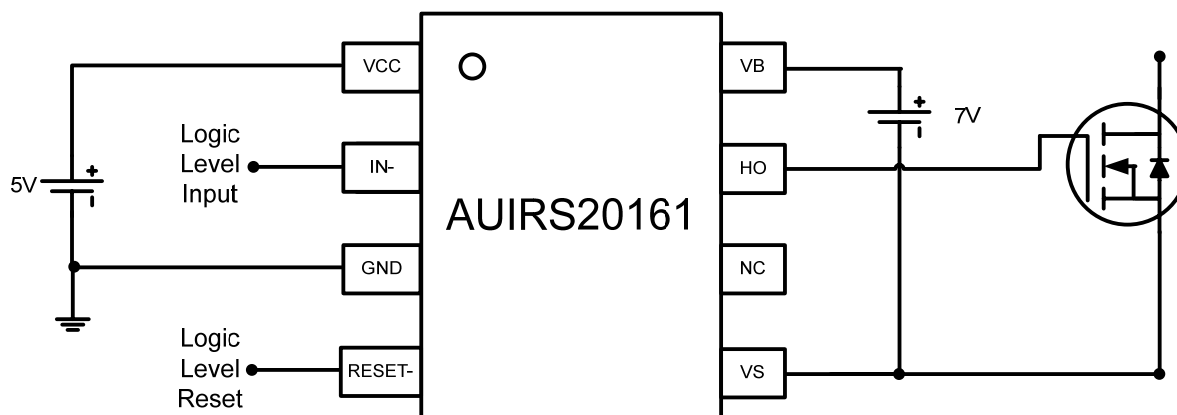 VCC
VB
Logic
Level
Input
IN-
5V
+
7V
+
HO
AUIRS20161
GND
NC
Logic
Level
Reset
RESET-
VS